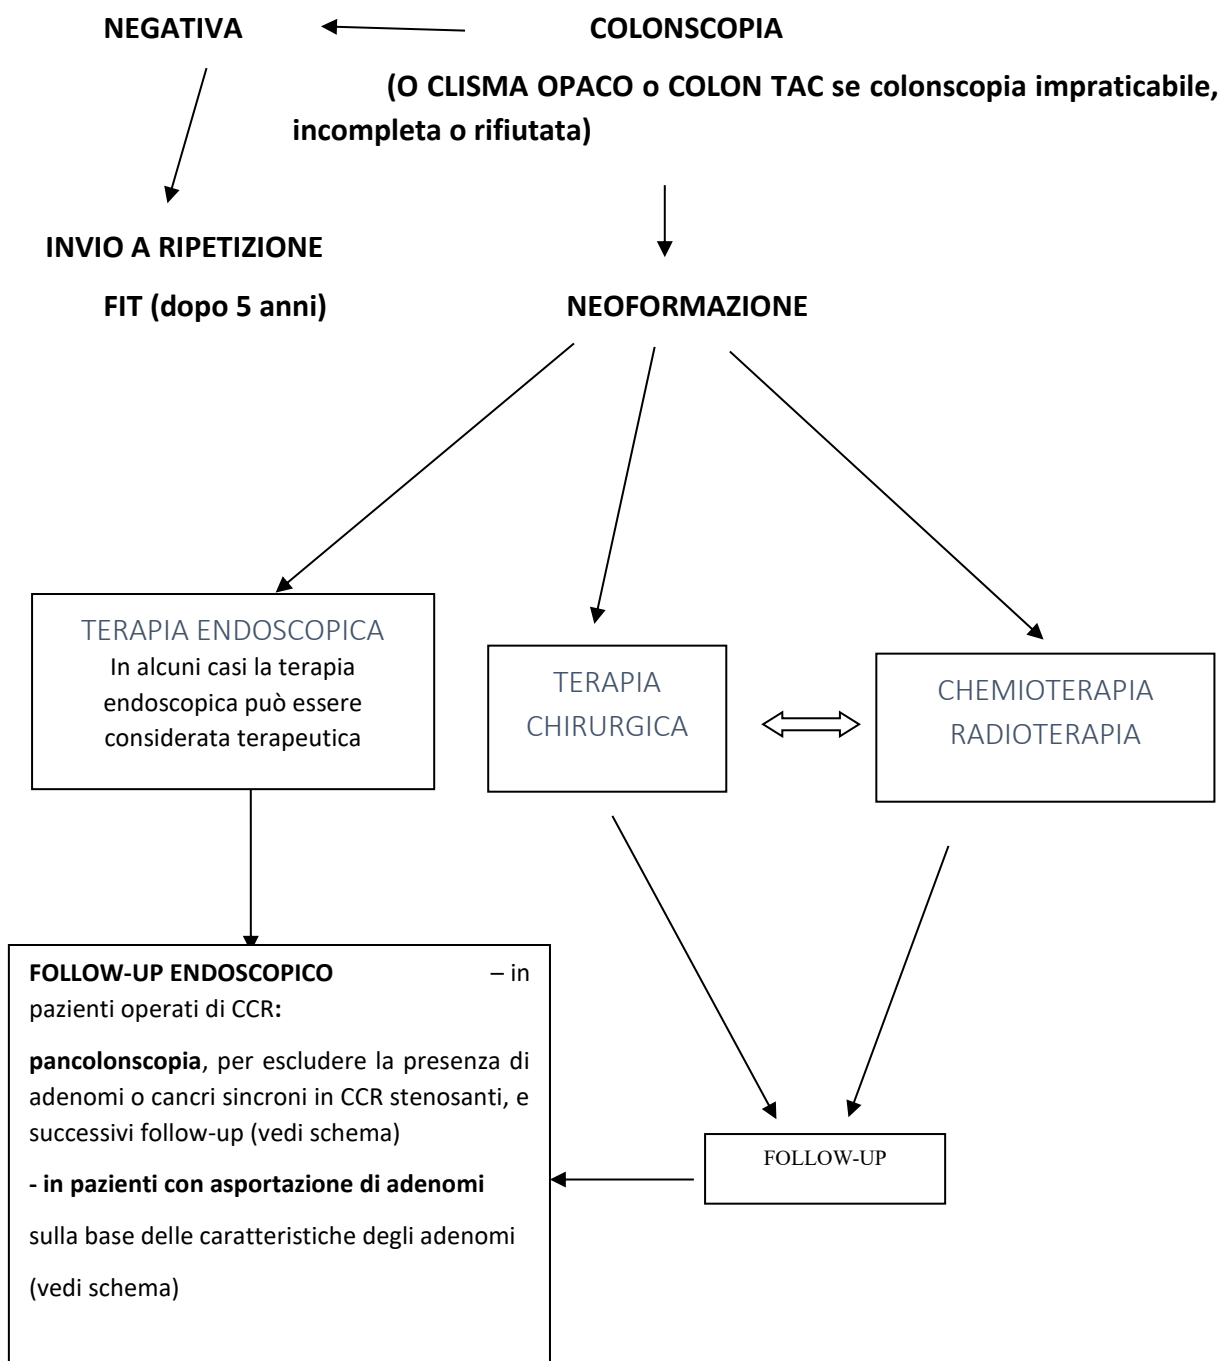 NEGATIVA
COLONSCOPIA
(O CLISMA OPACO o COLON TAC se colonscopia impraticabile,
incompleta o rifiutata)
INVIO A RIPETIZIONE
FIT (dopo 5 anni)
NEOFORMAZIONE
TERAPIA ENDOSCOPICA
In alcuni casi la terapia
endoscopica può essere
considerata terapeutica
TERAPIA
CHIRURGICA
CHEMIOTERAPIA
RADIOTERAPIA
FOLLOW-UP ENDOSCOPICO – in
pazienti operati di CCR:
pancolonscopia, per escludere la presenza di
adenomi o cancri sincroni in CCR stenosanti, e
successivi follow-up (vedi schema)
- in pazienti con asportazione di adenomi
sulla base delle caratteristiche degli adenomi
(vedi schema)
FOLLOW-UP